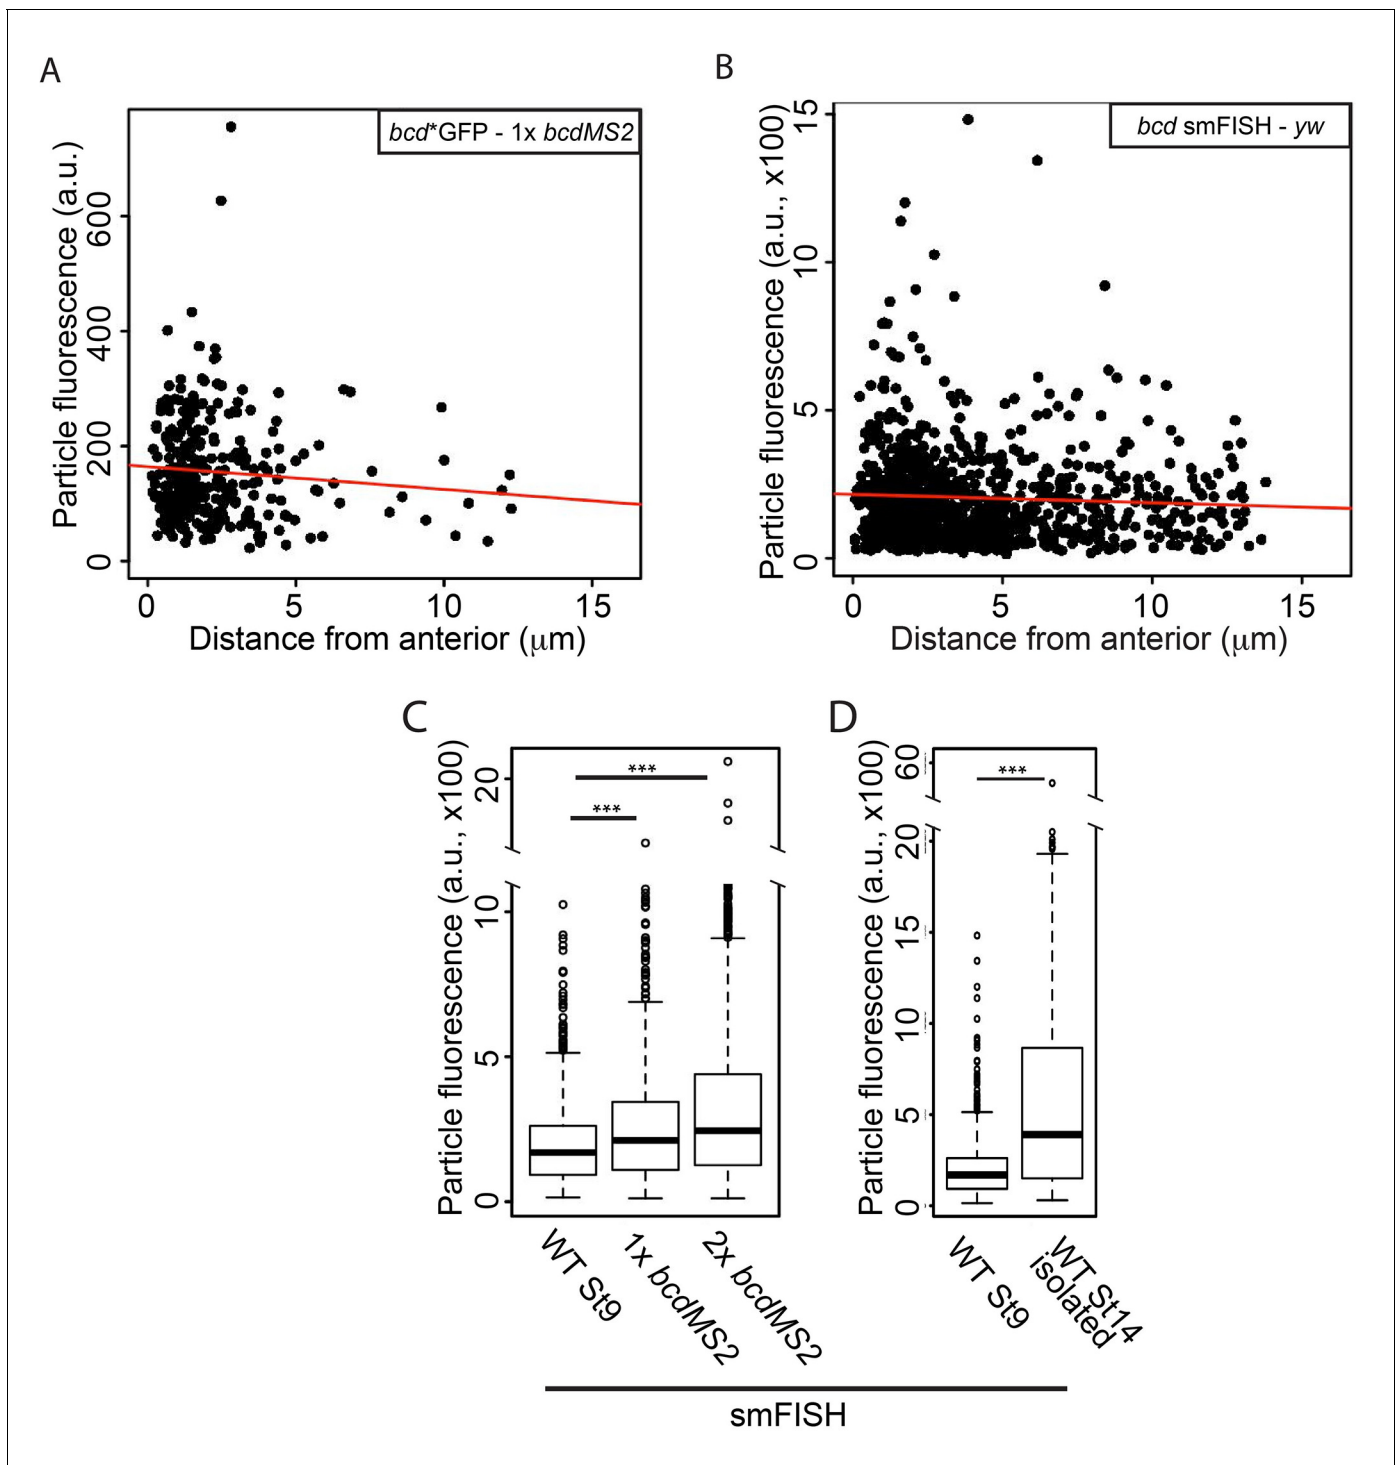 A
bcd*GFP - 1x bcdMS2
Particle fluorescence (a.u.)
0
200
400
600
0 5 10 15
Distance from anterior (μm)
B
bcd smFISH - yw
Particle fluorescence (a.u., x100)
0
5
10
15
0 5 10 15
Distance from anterior (μm)
C
Particle fluorescence (a.u., x100)
20
10
5
0
***
***
WT St9
1x bcdMS2
2x bcdMS2
D
Particle fluorescence (a.u., x100)
60
20
15
10
5
0
***
WT St9
WT St14
isolated
smFISH